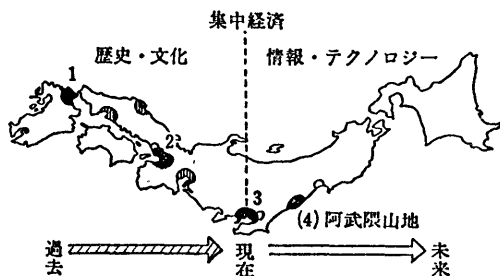 集中経済
歴史・文化
情報・テクノロジー
1
2
3
(4) 阿武隈山地
過去
現在
未来